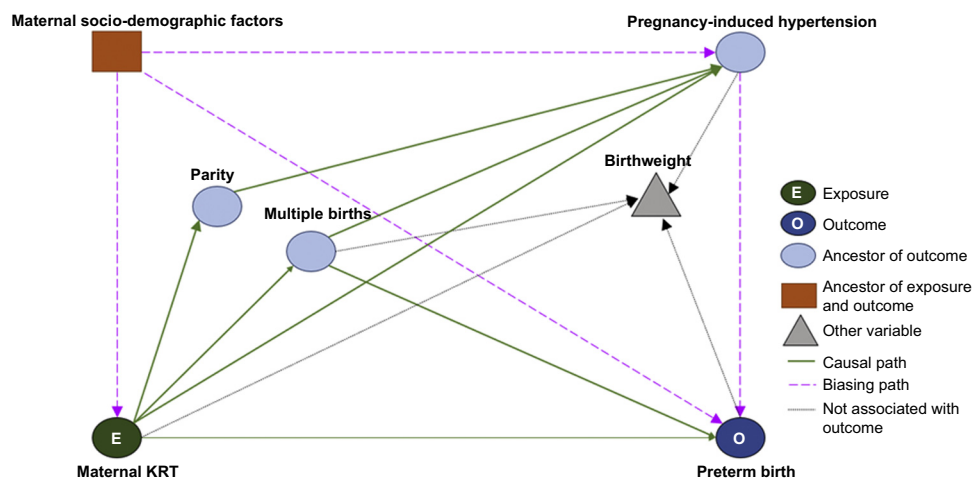 Maternal socio-demographic factors
Pregnancy-induced hypertension
Birthweight
Parity
Multiple births
E
Maternal KRT
O
Preterm birth
E Exposure
O Outcome
Ancestor of outcome
Ancestor of exposure
and outcome
Other variable
Causal path
Biasing path
Not associated with
outcome